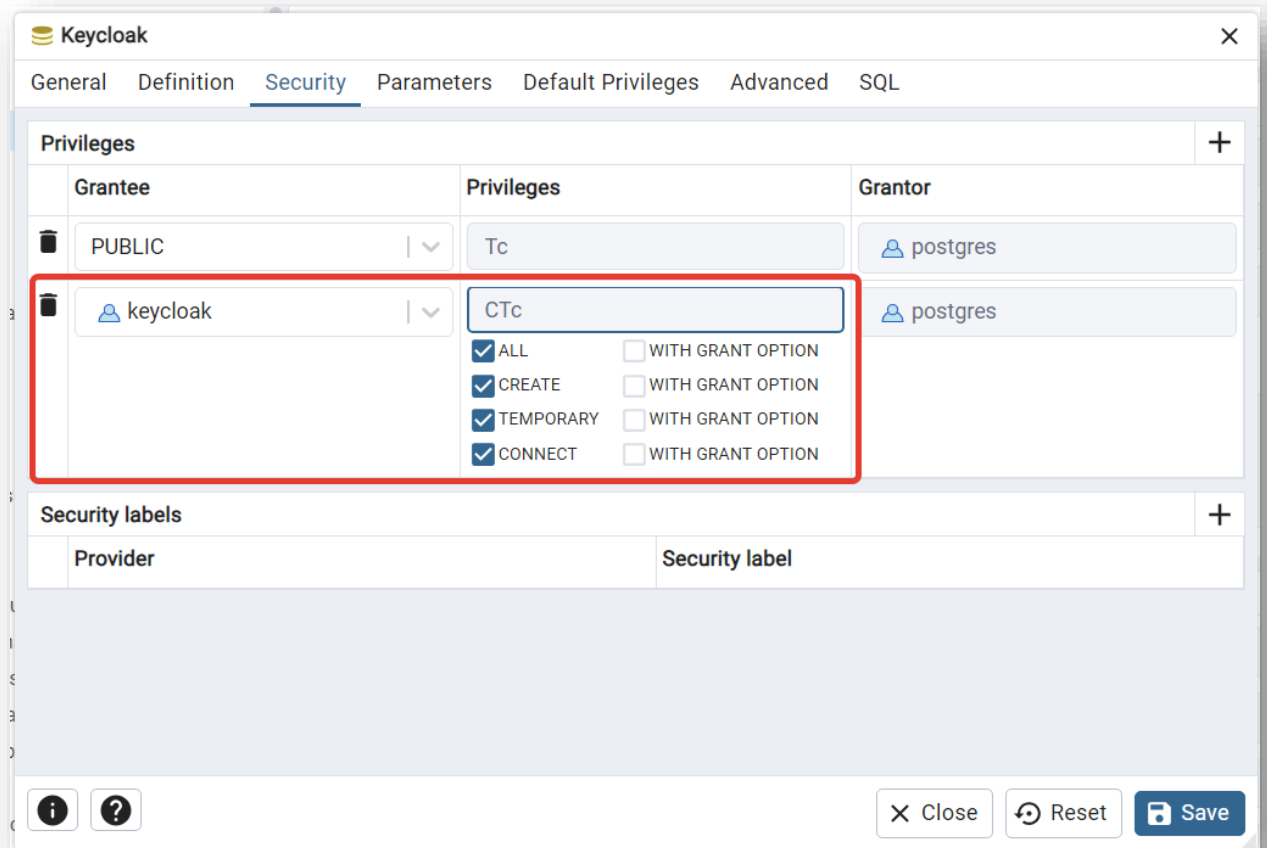 Keycloak
General Definition Security Parameters Default Privileges Advanced SQL
Privileges
Grantee Privileges Grantor
PUBLIC Tc postgres
keycloak CTc postgres
ALL WITH GRANT OPTION
CREATE WITH GRANT OPTION
TEMPORARY WITH GRANT OPTION
CONNECT WITH GRANT OPTION
Security labels
Provider Security label
Close Reset Save